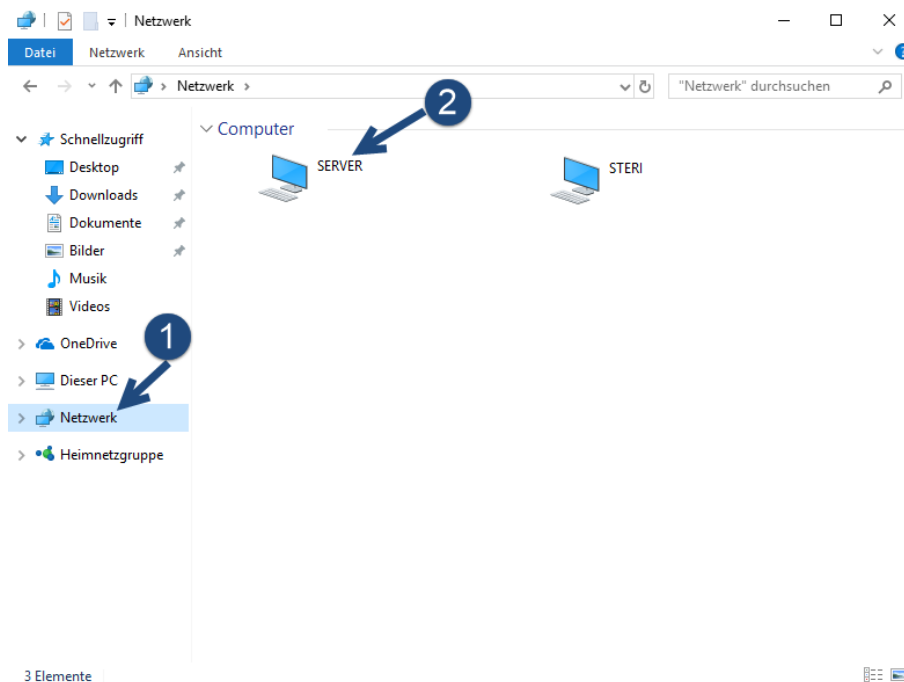 Netzwerk
Datei Netzwerk Ansicht
Netzwerk "Netzwerk" durchsuchen
2
Computer
Schnellzugriff
SERVER STERI
Desktop
Downloads
Dokumente
Bilder
Musik
Videos
1
OneDrive
Dieser PC
Netzwerk
Heimnetzgruppe
3 Elemente